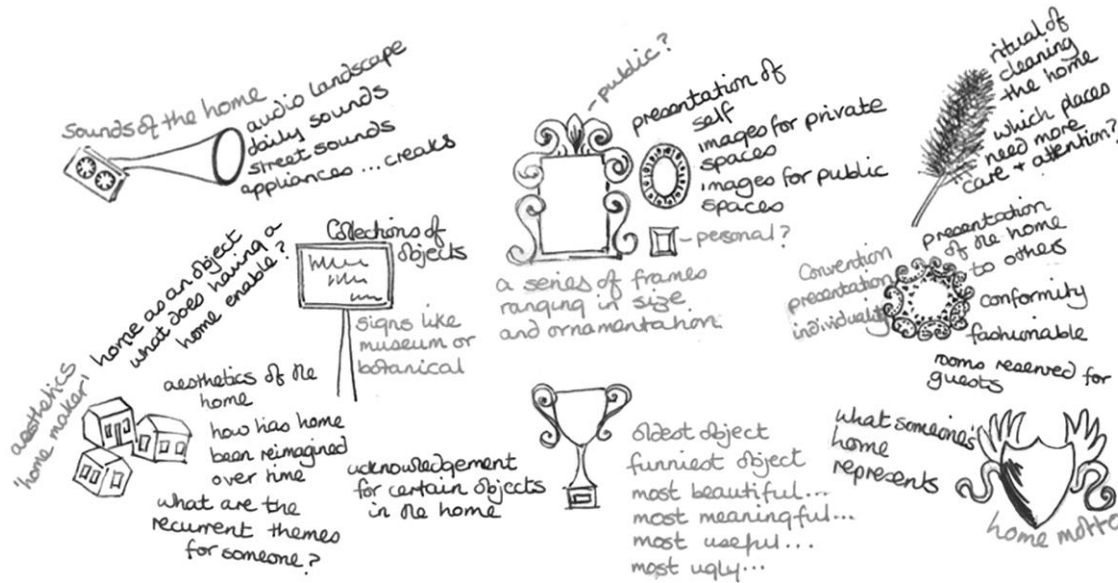 sounds of the home
audio landscape
daily sounds
street sounds
appliances... creaks
- public?
presentation of
self
images for private
spaces
images for public
spaces
- personal?
a series of frames
ranging in size
and ornamentation.
ritual of
cleaning
the home
which places
need more
care + attention?
home as an object
what does having a
home enable?
Collections of
objects
signs like
museum or
botanical
Convention
presentation
individuality
presentation
of the home
to others
conformity
fashionable
rooms reserved for
guests
aesthetics
'home maker'
aesthetics of the
home
how has home
been reimagined
over time
what are the
recurrent themes
for someone?
acknowledgement
for certain objects
in the home
oldest object
funniest object
most beautiful...
most meaningful...
most useful...
most ugly...
what someone's
home
represents
home motto